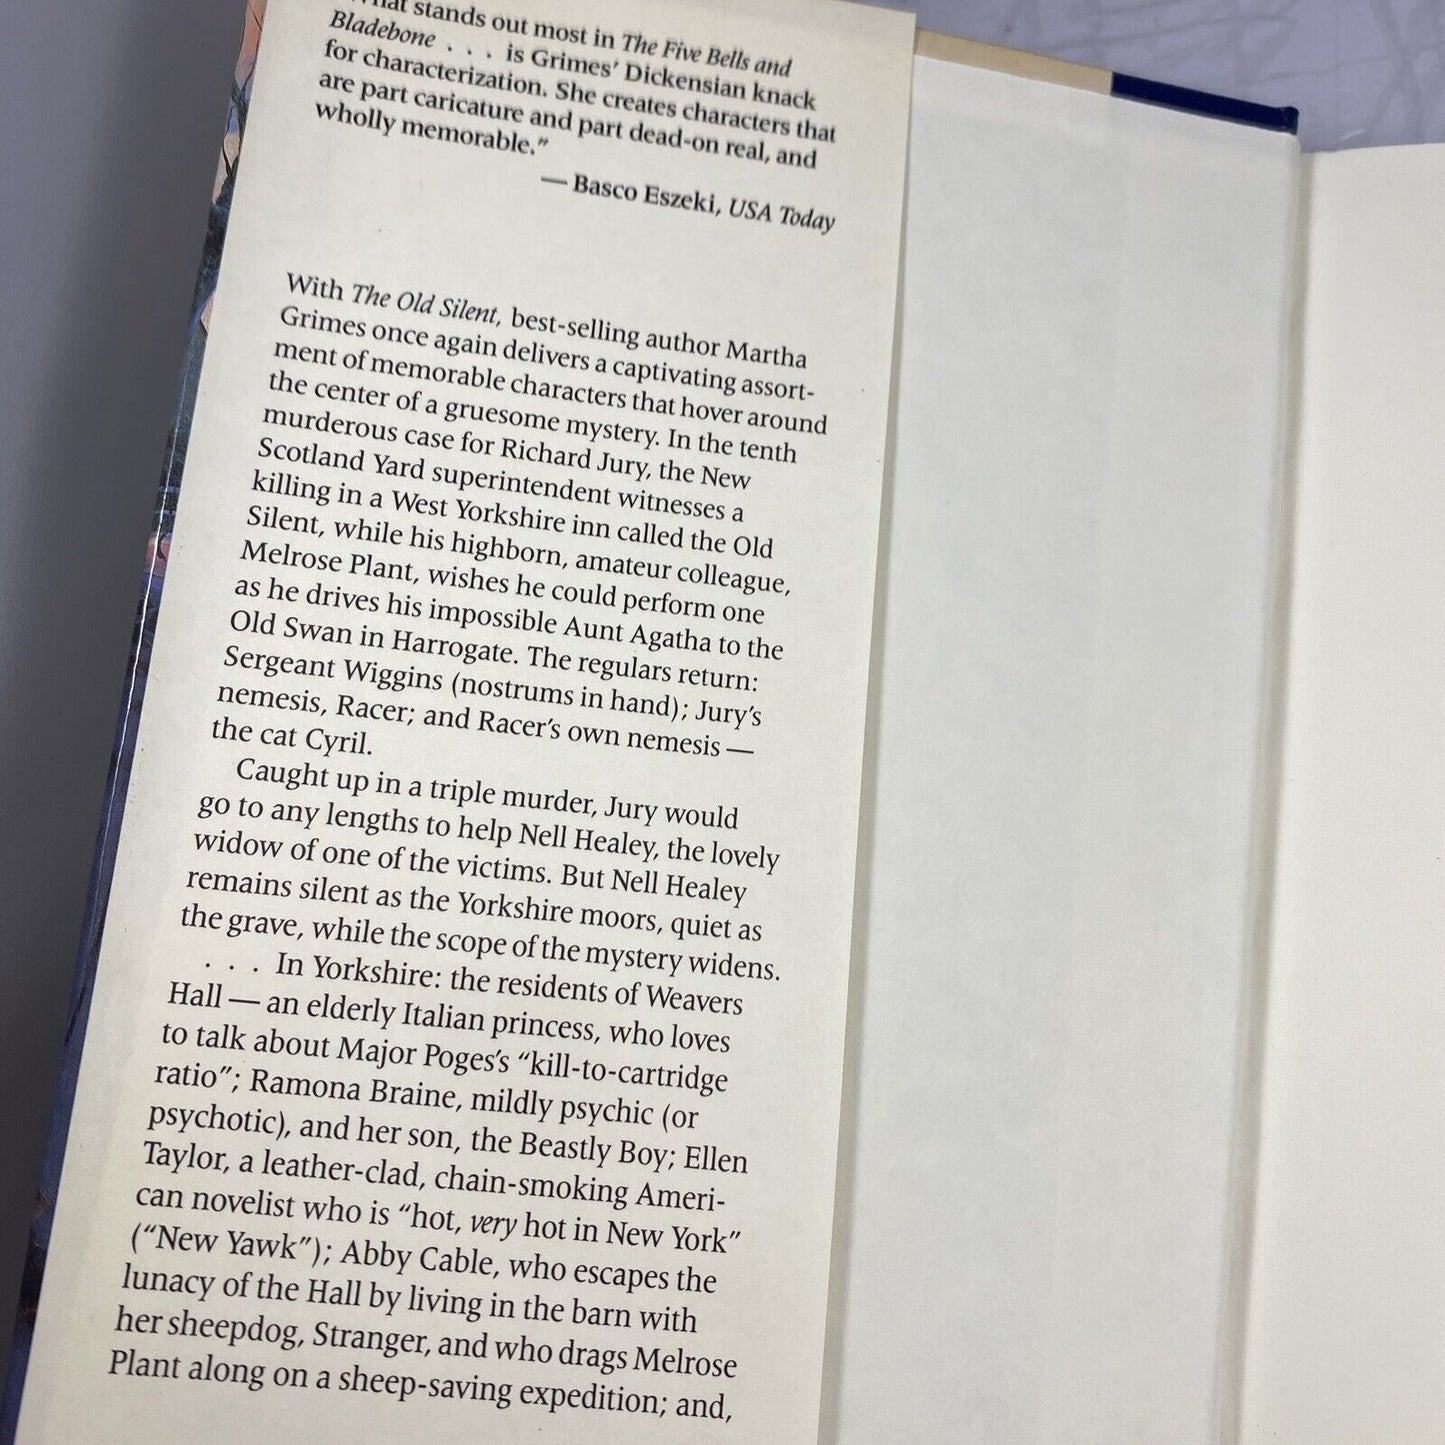 What stands out most in The Five Bells and
Bladebone . . . is Grimes’ Dickensian knack
for characterization. She creates characters that
are part caricature and part dead-on real, and
wholly memorable.”
— Basco Eszeki, USA Today
With The Old Silent, best-selling author Martha
Grimes once again delivers a captivating assort-
ment of memorable characters that hover around
the center of a gruesome mystery. In the tenth
murderous case for Richard Jury, the New
Scotland Yard superintendent witnesses a
killing in a West Yorkshire inn called the Old
Silent, while his highborn, amateur colleague,
Melrose Plant, wishes he could perform one
as he drives his impossible Aunt Agatha to the
Old Swan in Harrogate. The regulars return:
Sergeant Wiggins (nostrums in hand); Jury’s
nemesis, Racer; and Racer’s own nemesis —
the cat Cyril.
Caught up in a triple murder, Jury would
go to any lengths to help Nell Healey, the lovely
widow of one of the victims. But Nell Healey
remains silent as the Yorkshire moors, quiet as
the grave, while the scope of the mystery widens.
. . . In Yorkshire: the residents of Weavers
Hall — an elderly Italian princess, who loves
to talk about Major Poges’s “kill-to-cartridge
ratio”; Ramona Braine, mildly psychic (or
psychotic), and her son, the Beastly Boy; Ellen
Taylor, a leather-clad, chain-smoking Ameri-
can novelist who is “hot, very hot in New York”
(“New Yawk”); Abby Cable, who escapes the
lunacy of the Hall by living in the barn with
her sheepdog, Stranger, and who drags Melrose
Plant along on a sheep-saving expedition; and,